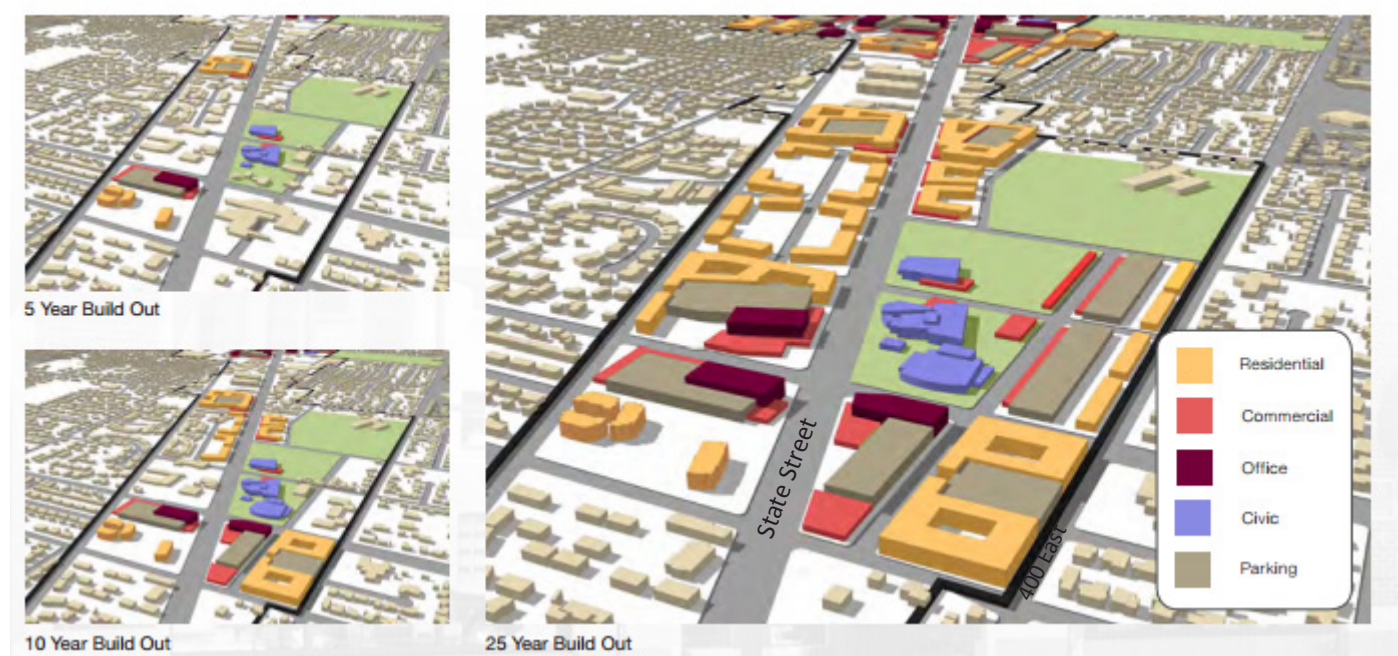 5 Year Build Out
10 Year Build Out
25 Year Build Out
State Street
400 East
Residential
Commercial
Office
Civic
Parking